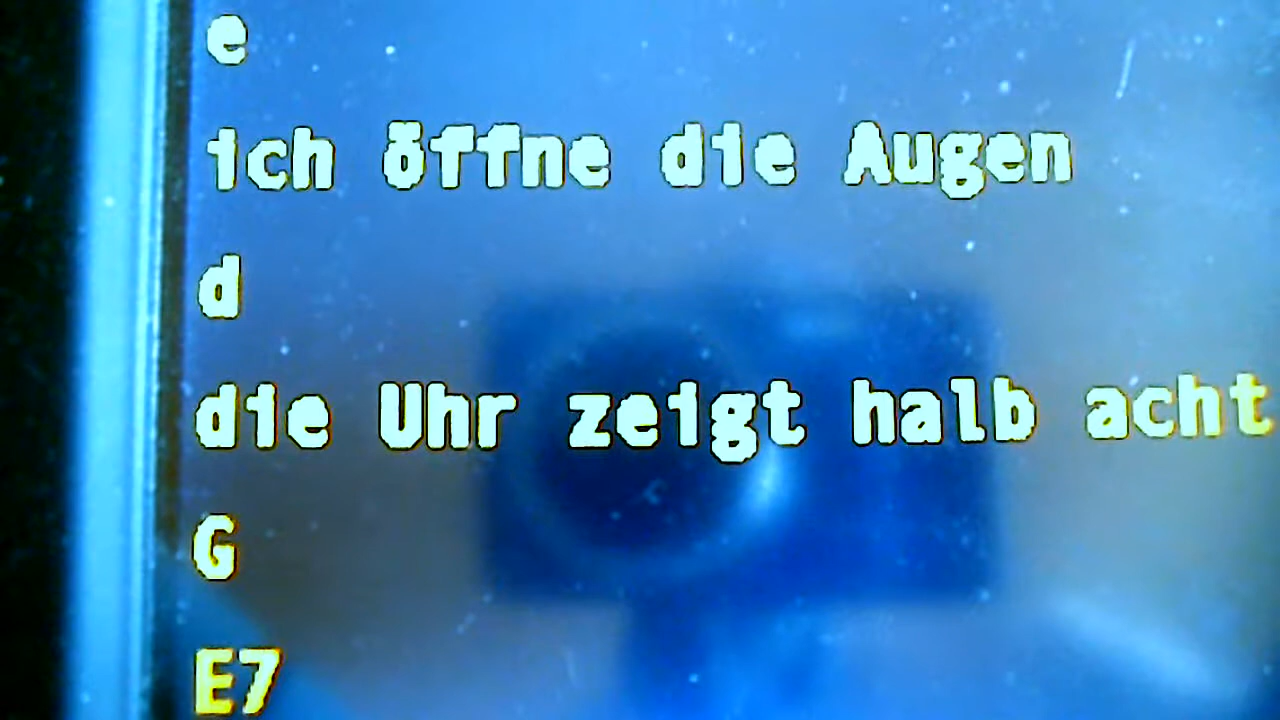 e
ich öffne die Augen
d
die Uhr zeigt halb acht
G
E7